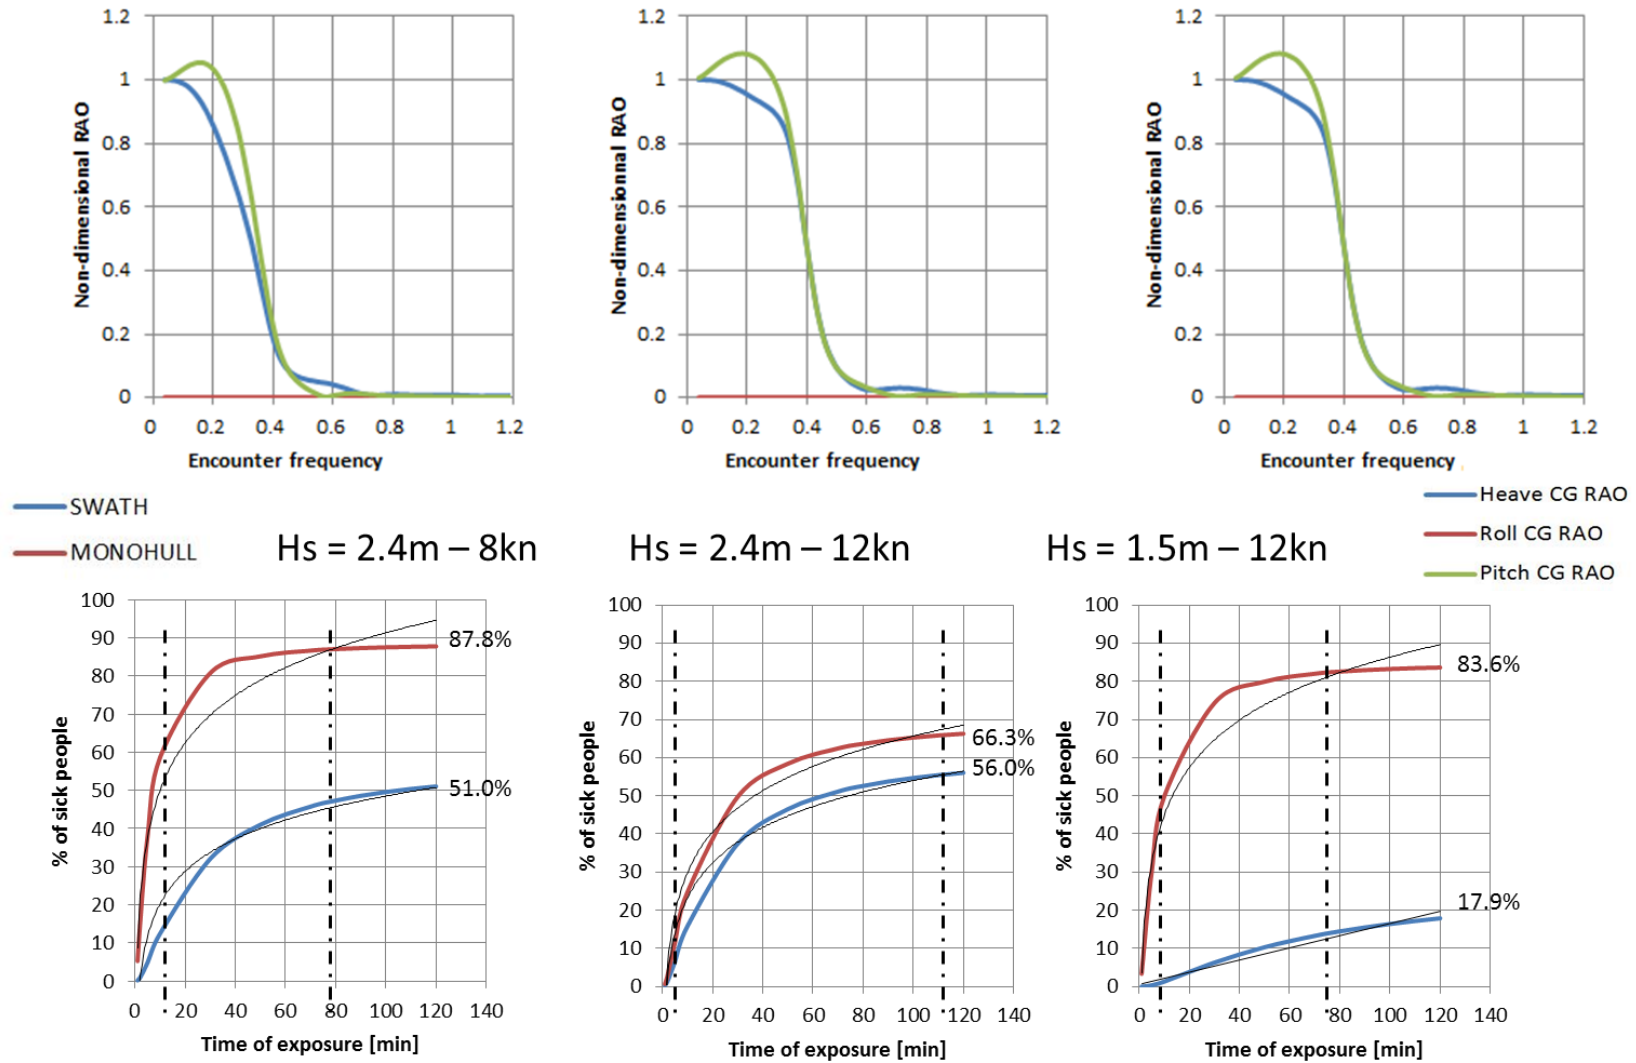 1.2
1
0.8
0.6
0.4
0.2
0
Non-dimensional RAO
0 0.2 0.4 0.6 0.8 1 1.2
Encounter frequency
1.2
1
0.8
0.6
0.4
0.2
0
Non-dimensionnal RAO
0 0.2 0.4 0.6 0.8 1 1.2
Encounter frequency
1.2
1
0.8
0.6
0.4
0.2
0
Non-dimensional RAO
0 0.2 0.4 0.6 0.8 1 1.2
Encounter frequency
SWATH
MONOHULL
Heave CG RAO
Roll CG RAO
Pitch CG RAO
Hs = 2.4m – 8kn
Hs = 2.4m – 12kn
Hs = 1.5m – 12kn
100
90
80
70
60
50
40
30
20
10
0
% of sick people
87.8%
51.0%
0 20 40 60 80 100 120 140
Time of exposure [min]
100
90
80
70
60
50
40
30
20
10
0
% of sick people
66.3%
56.0%
0 20 40 60 80 100 120 140
Time of exposure [min]
100
90
80
70
60
50
40
30
20
10
0
% of sick people
83.6%
17.9%
0 20 40 60 80 100 120 140
Time of exposure [min]